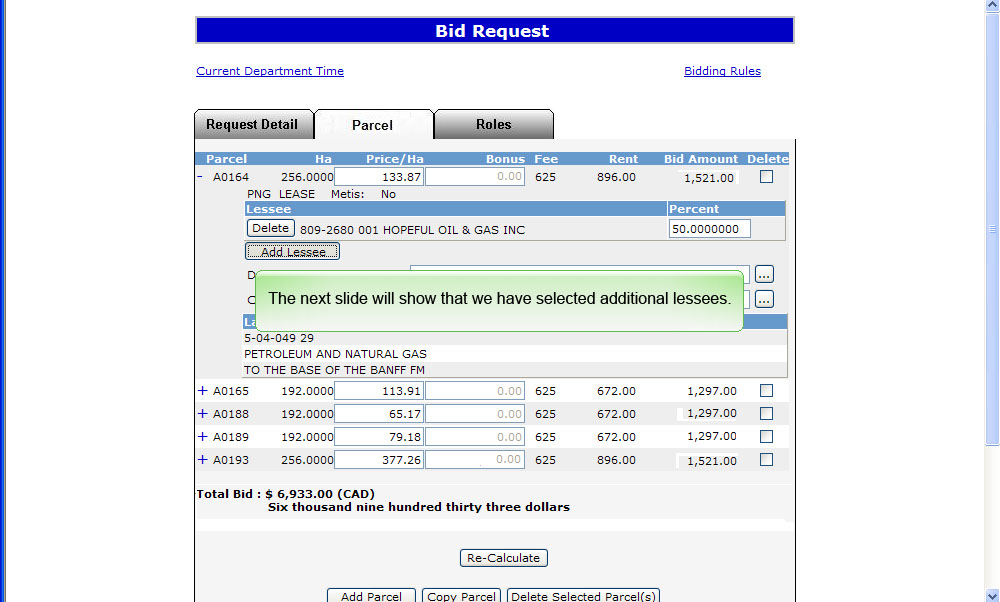 Bid Request
Current Department Time Bidding Rules
Request Detail Parcel Roles
Parcel Ha Price/Ha Bonus Fee Rent Bid Amount Delete
- A0164 256.0000 133.87 0.00 625 896.00 1,521.00
PNG LEASE Metis: No
Lessee Percent
Delete 809-2680 001 HOPEFUL OIL & GAS INC 50.0000000
Add Lessee
D ...
The next slide will show that we have selected additional lessees.
C ...
La
5-04-049 29
PETROLEUM AND NATURAL GAS
TO THE BASE OF THE BANFF FM
+ A0165 192.0000 113.91 0.00 625 672.00 1,297.00
+ A0188 192.0000 65.17 0.00 625 672.00 1,297.00
+ A0189 192.0000 79.18 0.00 625 672.00 1,297.00
+ A0193 256.0000 377.26 0.00 625 896.00 1,521.00
Total Bid : $ 6,933.00 (CAD)
Six thousand nine hundred thirty three dollars
Re-Calculate
Add Parcel Copy Parcel Delete Selected Parcel(s)